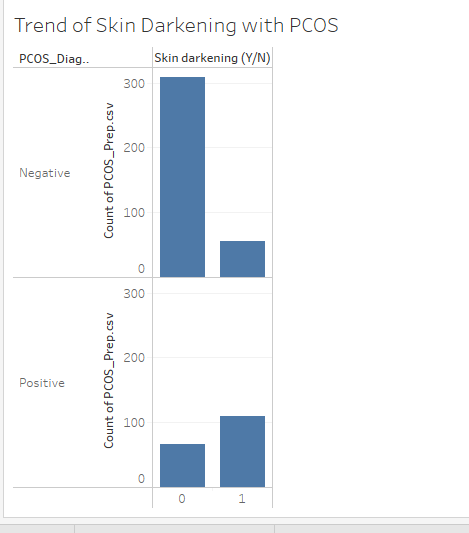 Trend of Skin Darkening with PCOS
PCOS_Diag.. Skin darkening (Y/N)
Negative
Count of PCOS_Prep.csv
300
200
100
0
Positive
Count of PCOS_Prep.csv
300
200
100
0
0 1